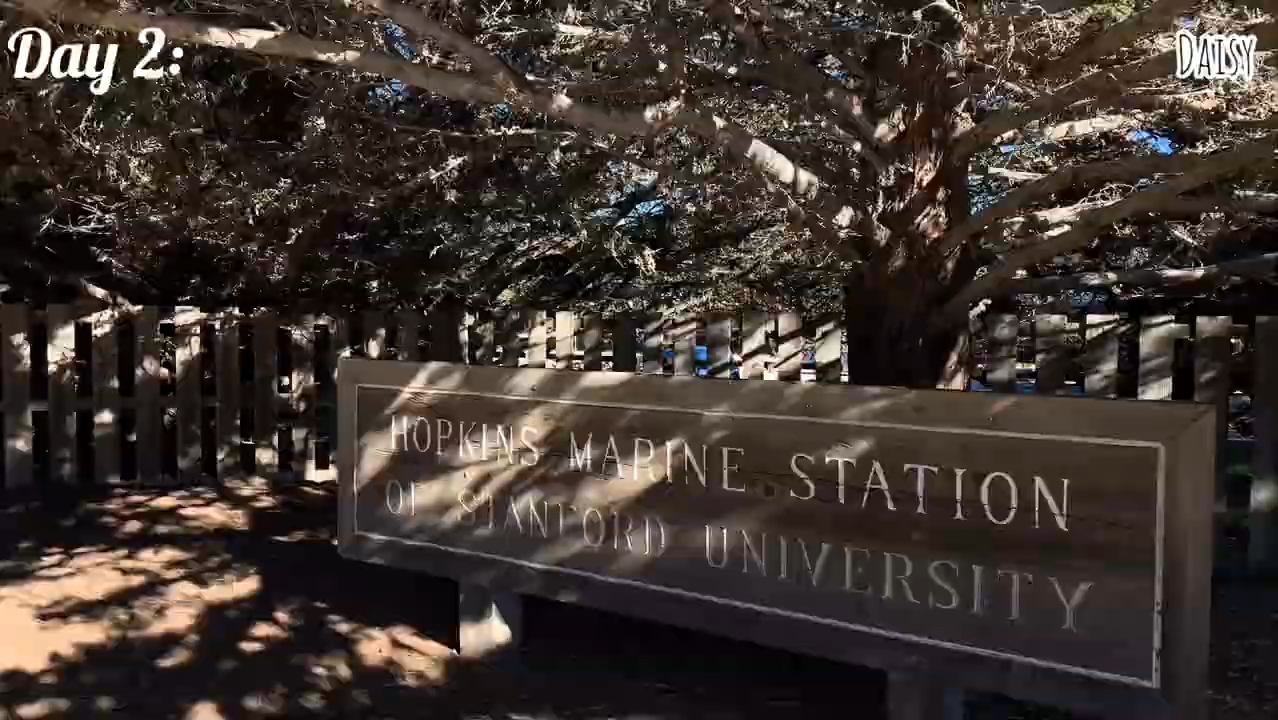 Day 2:
DAISY
HOPKINS MARINE STATION
OF STANFORD UNIVERSITY